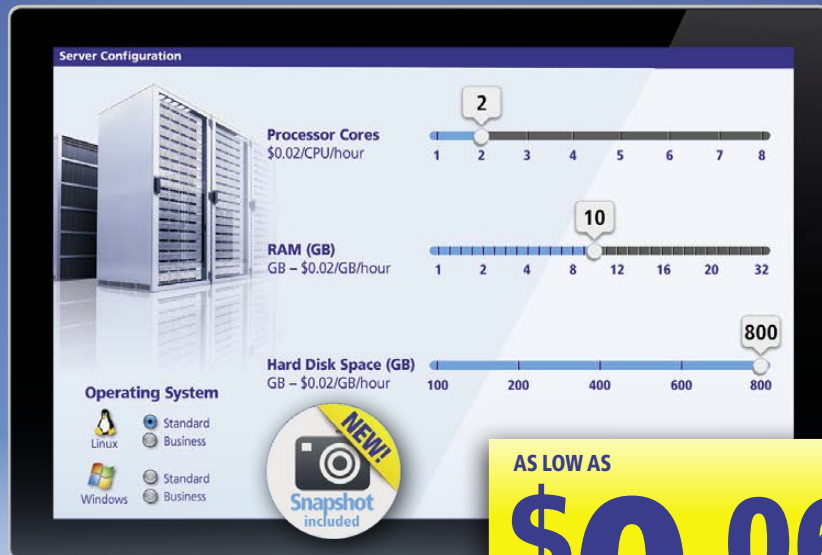 Server Configuration
2
Processor Cores
$0.02/CPU/hour
1 2 3 4 5 6 7 8
10
RAM (GB)
GB – $0.02/GB/hour
1 2 4 8 12 16 20 32
800
Hard Disk Space (GB)
GB – $0.02/GB/hour
100 200 400 600 800
Operating System
Linux
Standard
Business
Windows
Standard
Business
NEW!
Snapshot
included
AS LOW AS
$0.06